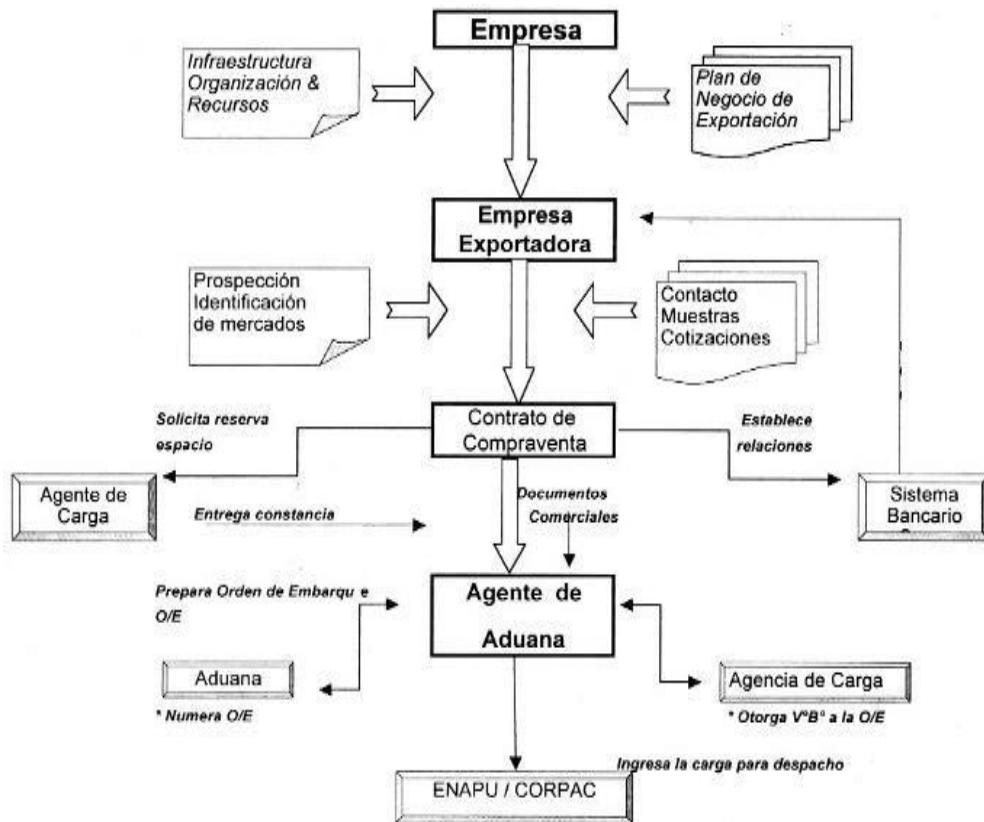 Empresa
Infraestructura
Organización &
Recursos
Plan de
Negocio de
Exportación
Empresa
Exportadora
Prospección
Identificación
de mercados
Contacto
Muestras
Cotizaciones
Solicita reserva
espacio
Contrato de
Compraventa
Establece
relaciones
Agente de
Carga
Sistema
Bancario
Entrega constancia
Documentos
Comerciales
Prepara Orden de Embarqu e
O/E
Agente de
Aduana
Aduana
* Numera O/E
Agencia de Carga
* Otorga V°B° a la O/E
Ingresa la carga para despacho
ENAPU / CORPAC